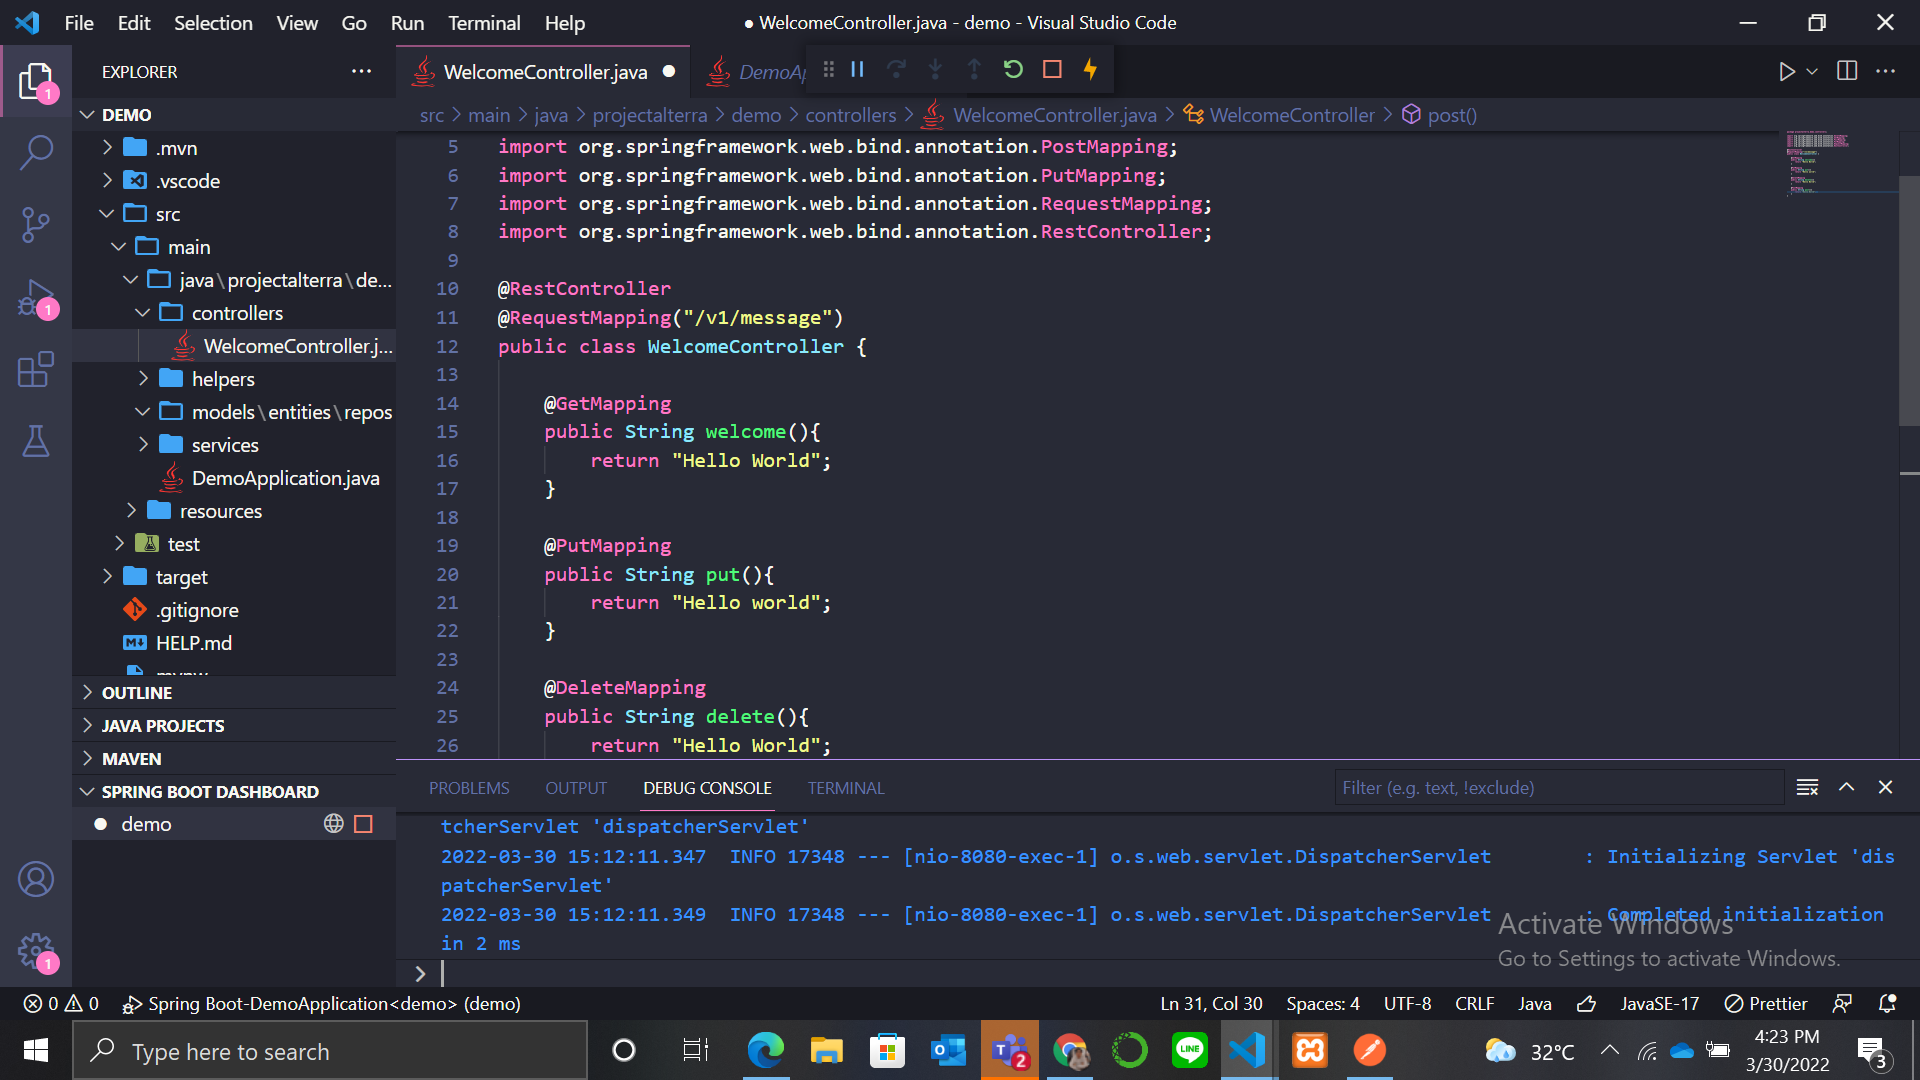 File Edit Selection View Go Run Terminal Help
● WelcomeController.java - demo - Visual Studio Code
EXPLORER
DEMO
.mvn
.vscode
src
main
java\projectalterra\de...
controllers
WelcomeController.j...
helpers
models\entities\repos
services
DemoApplication.java
resources
test
target
.gitignore
HELP.md
OUTLINE
JAVA PROJECTS
MAVEN
SPRING BOOT DASHBOARD
demo
1
1
1
WelcomeController.java ●
DemoAp
src > main > java > projectalterra > demo > controllers > WelcomeController.java > WelcomeController > post()
5 import org.springframework.web.bind.annotation.PostMapping;
6 import org.springframework.web.bind.annotation.PutMapping;
7 import org.springframework.web.bind.annotation.RequestMapping;
8 import org.springframework.web.bind.annotation.RestController;
9
10 @RestController
11 @RequestMapping("/v1/message")
12 public class WelcomeController {
13
14 @GetMapping
15 public String welcome(){
16 return "Hello World";
17 }
18
19 @PutMapping
20 public String put(){
21 return "Hello world";
22 }
23
24 @DeleteMapping
25 public String delete(){
26 return "Hello World";
PROBLEMS OUTPUT DEBUG CONSOLE TERMINAL
Filter (e.g. text, !exclude)
tcherServlet 'dispatcherServlet'
2022-03-30 15:12:11.347 INFO 17348 --- [nio-8080-exec-1] o.s.web.servlet.DispatcherServlet : Initializing Servlet 'dis
patcherServlet'
2022-03-30 15:12:11.349 INFO 17348 --- [nio-8080-exec-1] o.s.web.servlet.DispatcherServlet : Completed initialization
in 2 ms
>
Activate Windows
Go to Settings to activate Windows.
0 0 Spring Boot-DemoApplication<demo> (demo)
Ln 31, Col 30 Spaces: 4 UTF-8 CRLF Java JavaSE-17 Prettier
Type here to search
2
LINE
32°C
4:23 PM
3/30/2022
3